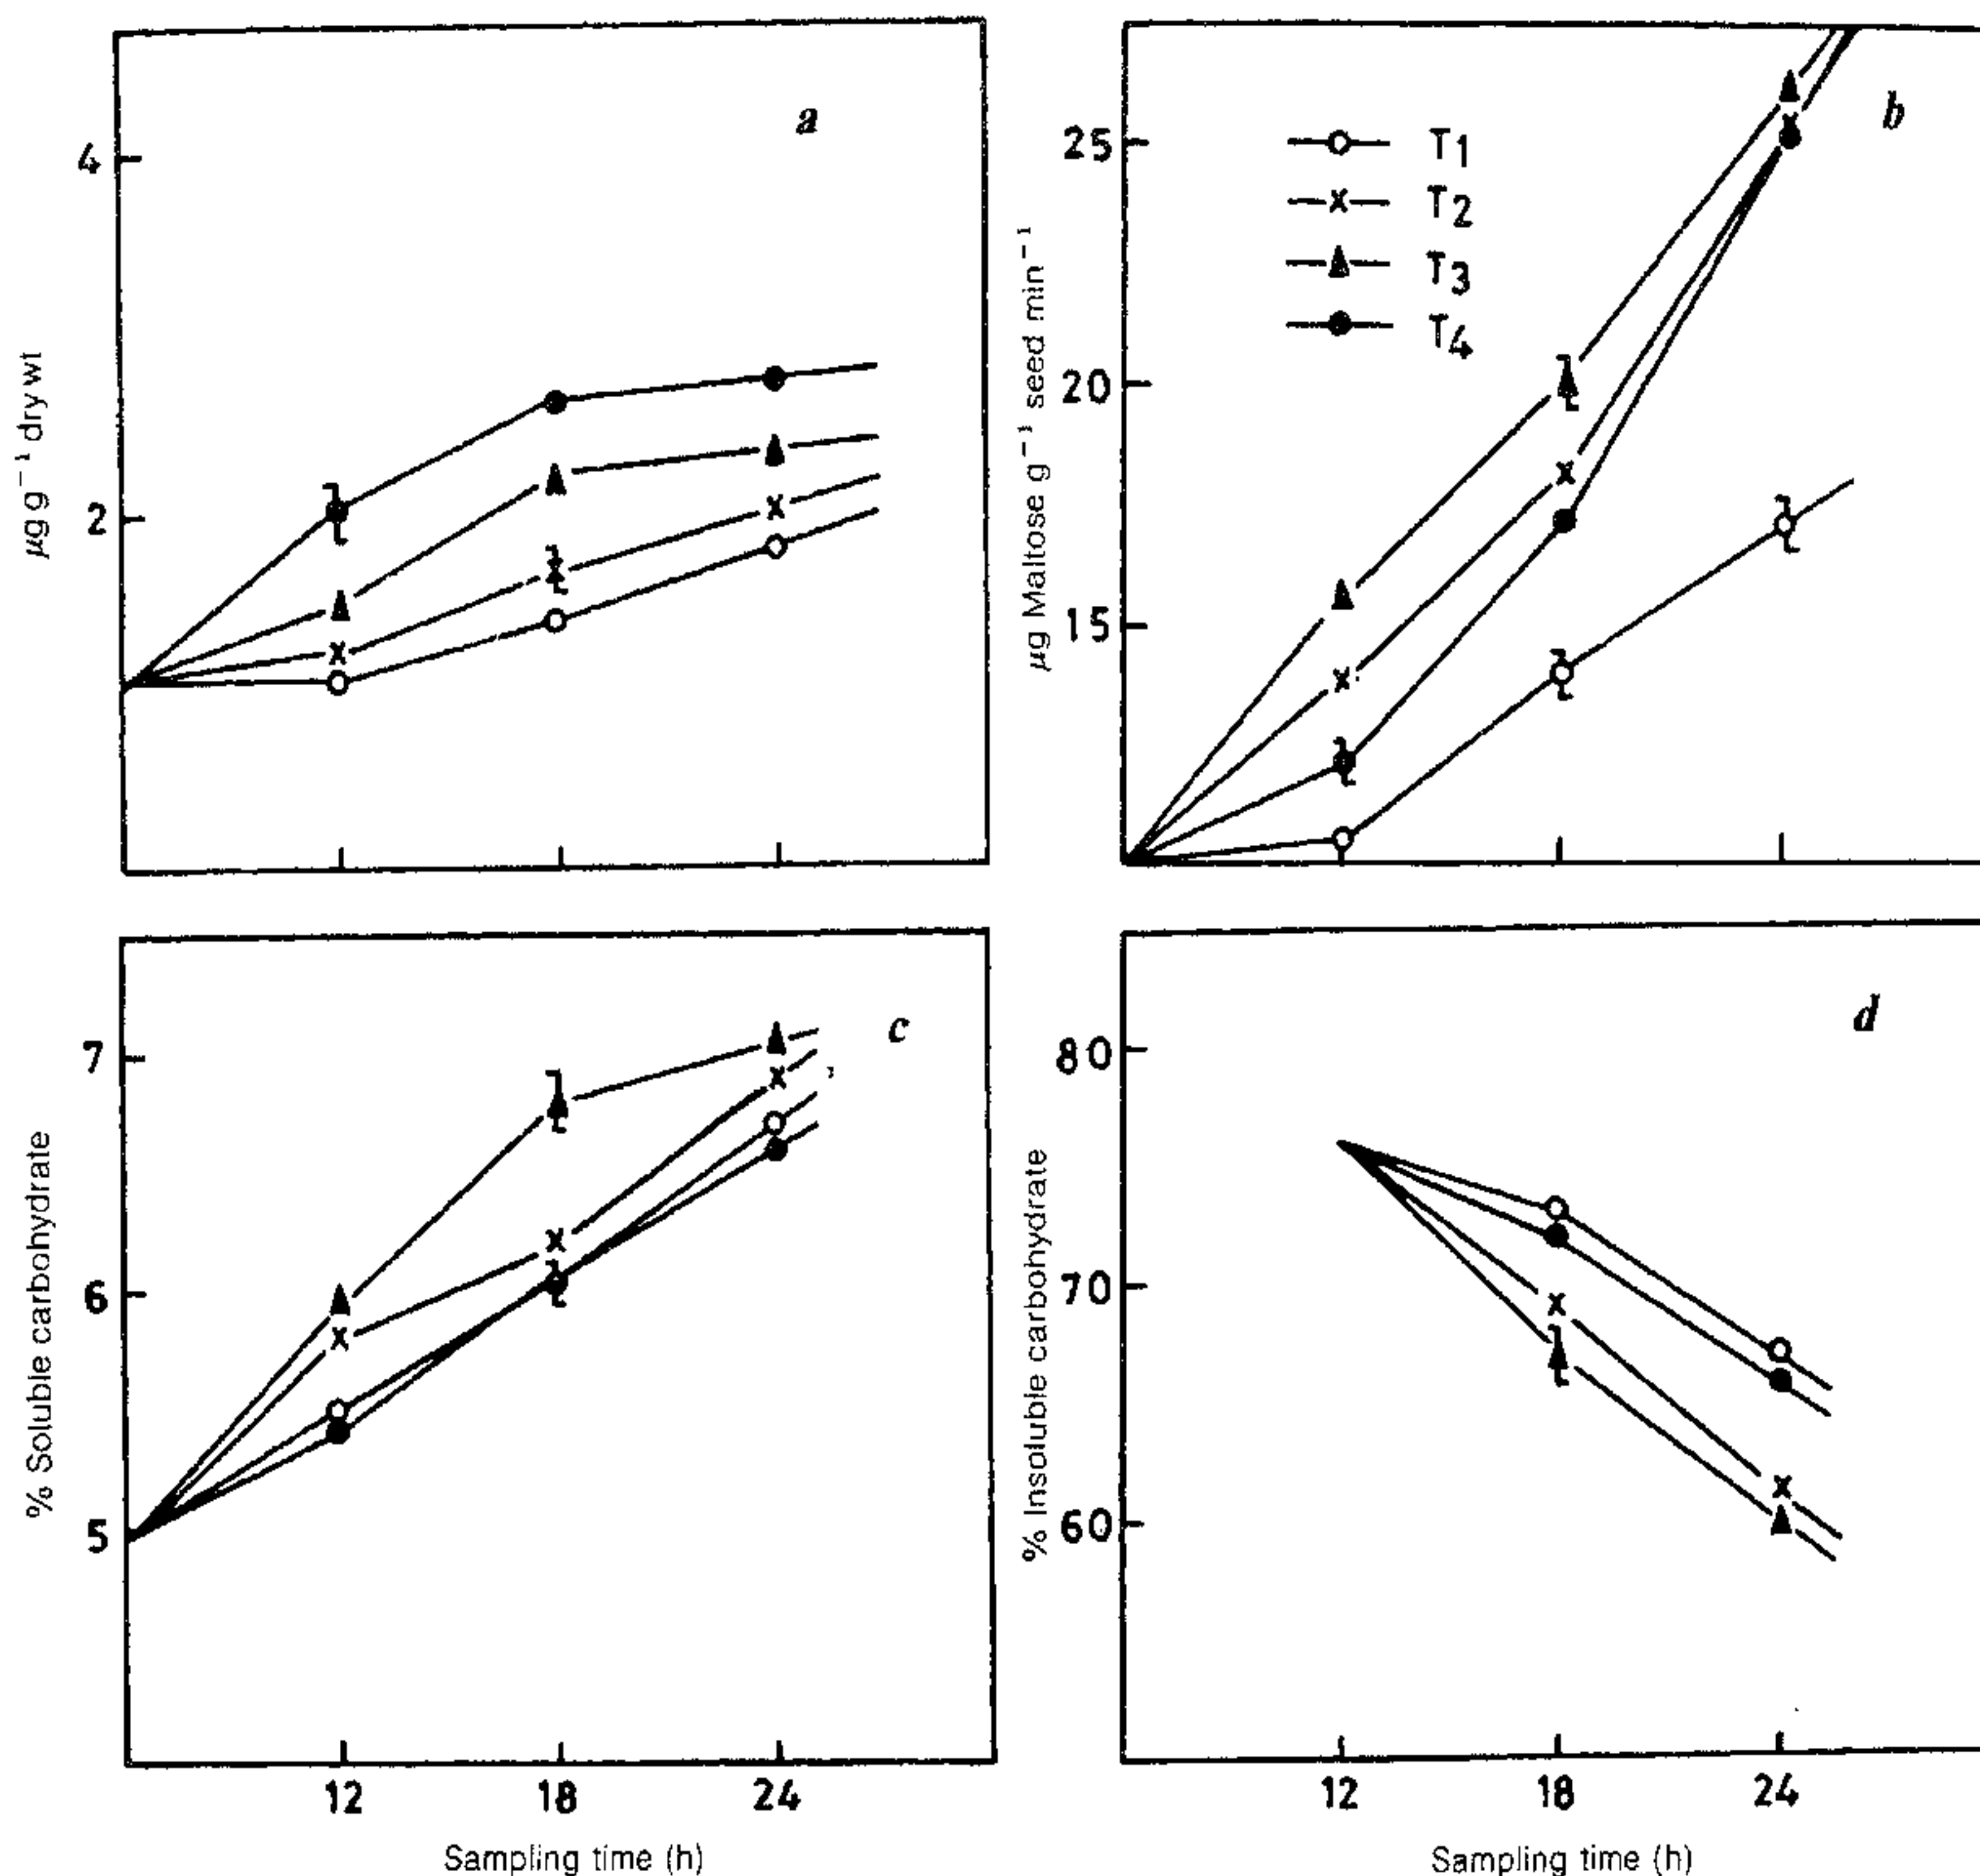 a
4
2
μg g⁻¹ dry wt
b
25
20
15
μg Maltose g⁻¹ seed min⁻¹
T1
T2
T3
T4
c
7
6
5
% Soluble carbohydrate
12 18 24
Sampling time (h)
d
80
70
60
% Insoluble carbohydrate
12 18 24
Sampling time (h)